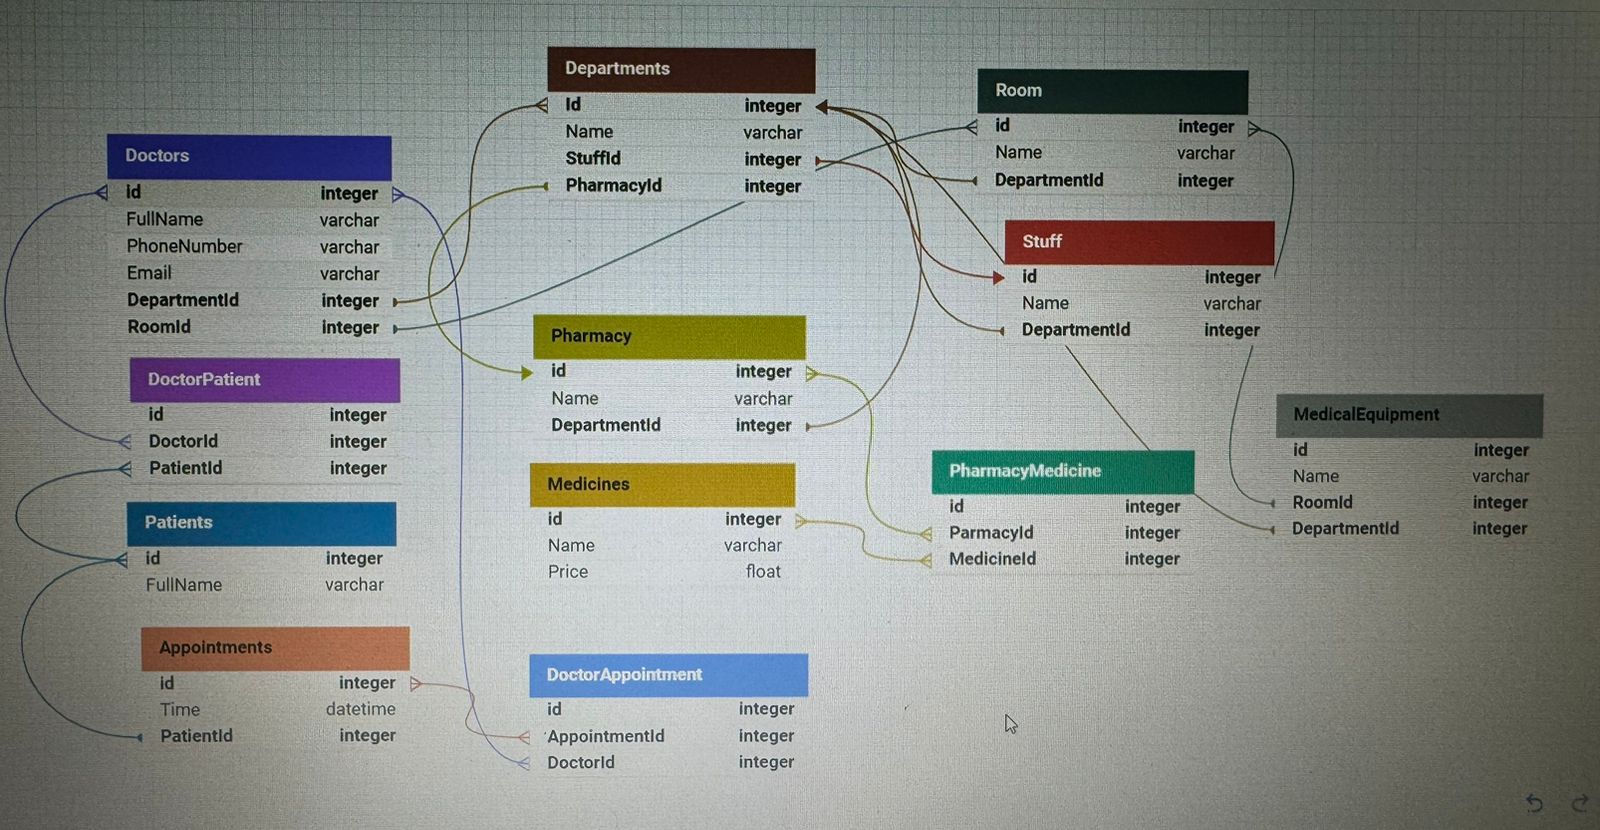 Departments
Id integer
Name varchar
StuffId integer
PharmacyId integer
Room
id integer
Name varchar
DepartmentId integer
Doctors
Id integer
FullName varchar
PhoneNumber varchar
Email varchar
DepartmentId integer
RoomId integer
Stuff
id integer
Name varchar
DepartmentId integer
Pharmacy
id integer
Name varchar
DepartmentId integer
DoctorPatient
id integer
DoctorId integer
PatientId integer
MedicalEquipment
id integer
Name varchar
RoomId integer
DepartmentId integer
Medicines
id integer
Name varchar
Price float
PharmacyMedicine
id integer
ParmacyId integer
MedicineId integer
Patients
id integer
FullName varchar
Appointments
id integer
Time datetime
PatientId integer
DoctorAppointment
id integer
AppointmentId integer
DoctorId integer